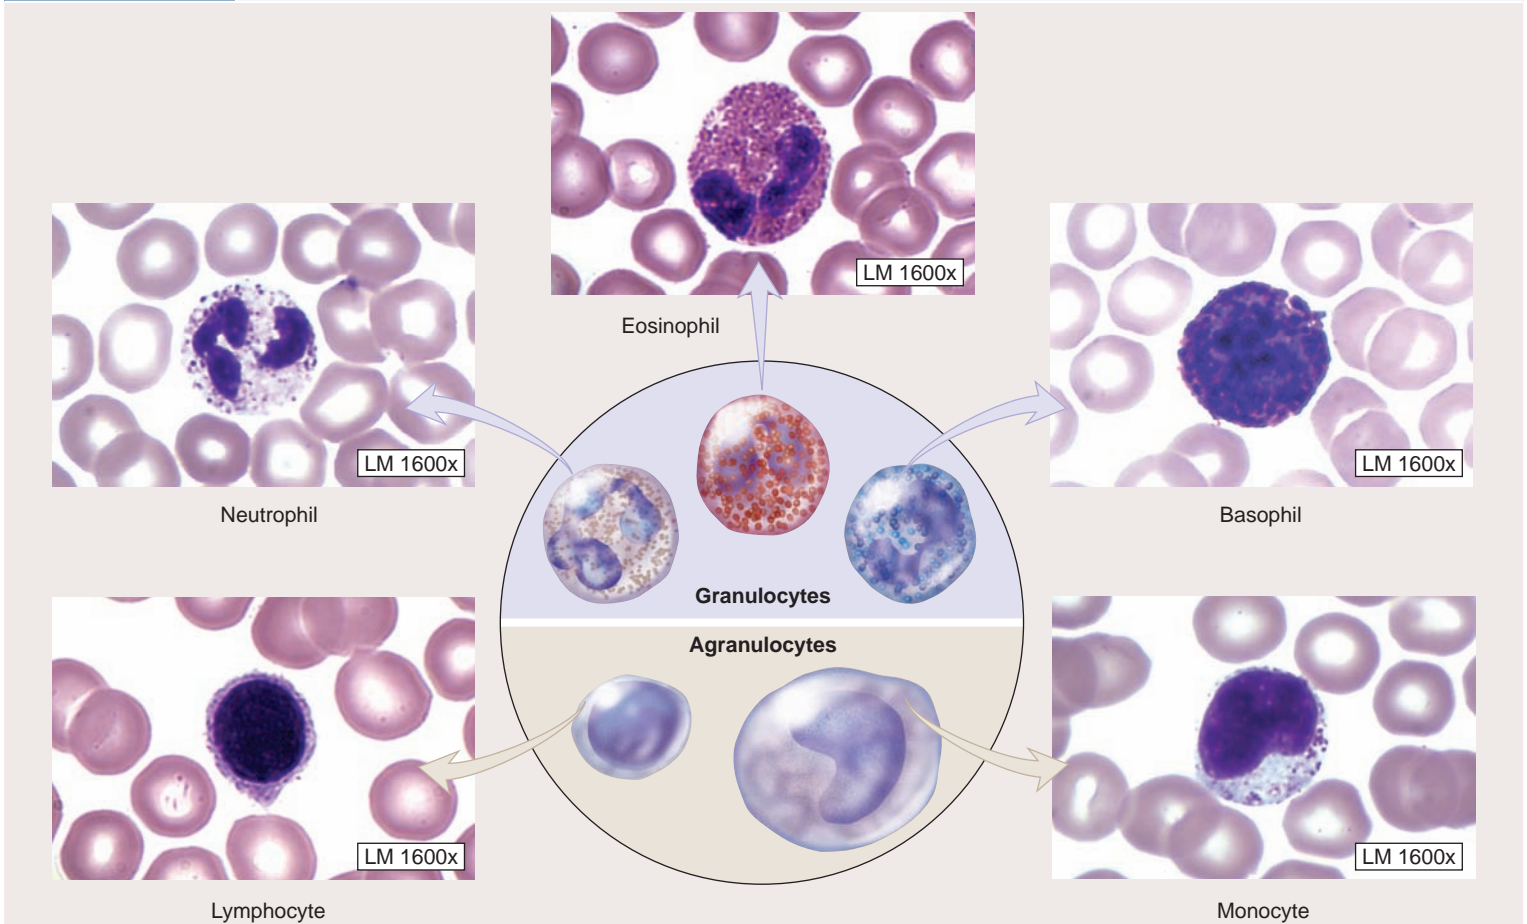 LM 1600x
Eosinophil
LM 1600x
Neutrophil
LM 1600x
Basophil
Granulocytes
Agranulocytes
LM 1600x
Lymphocyte
LM 1600x
Monocyte